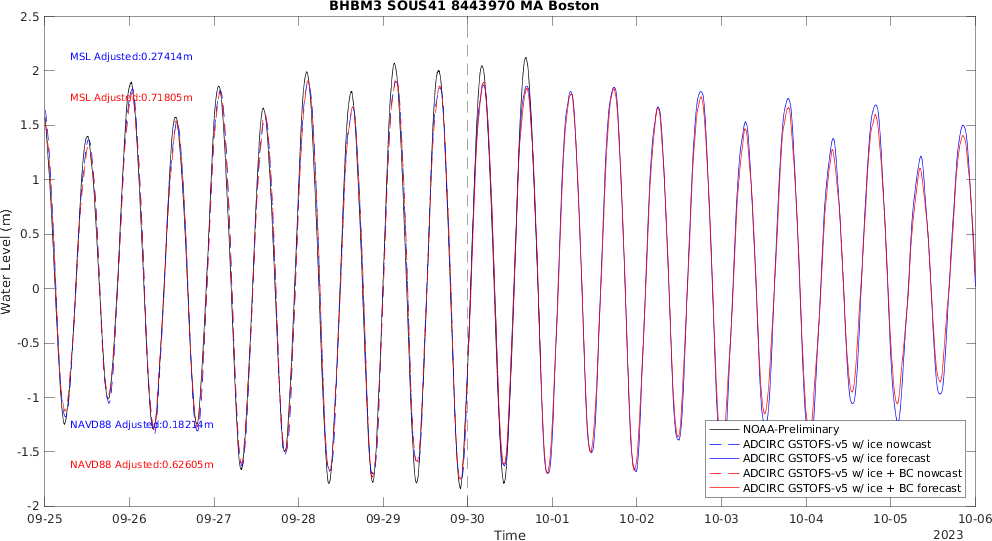 BHBM3 SOUS41 8443970 MA Boston
2.5
2
1.5
1
0.5
0
-0.5
-1
-1.5
-2
Water Level (m)
MSL Adjusted:0.27414m
MSL Adjusted:0.71805m
NAVD88 Adjusted:0.18214m
NAVD88 Adjusted:0.62605m
NOAA-Preliminary
ADCIRC GSTOFS-v5 w/ ice nowcast
ADCIRC GSTOFS-v5 w/ ice forecast
ADCIRC GSTOFS-v5 w/ ice + BC nowcast
ADCIRC GSTOFS-v5 w/ ice + BC forecast
09-25 09-26 09-27 09-28 09-29 09-30 10-01 10-02 10-03 10-04 10-05 10-06
Time
2023